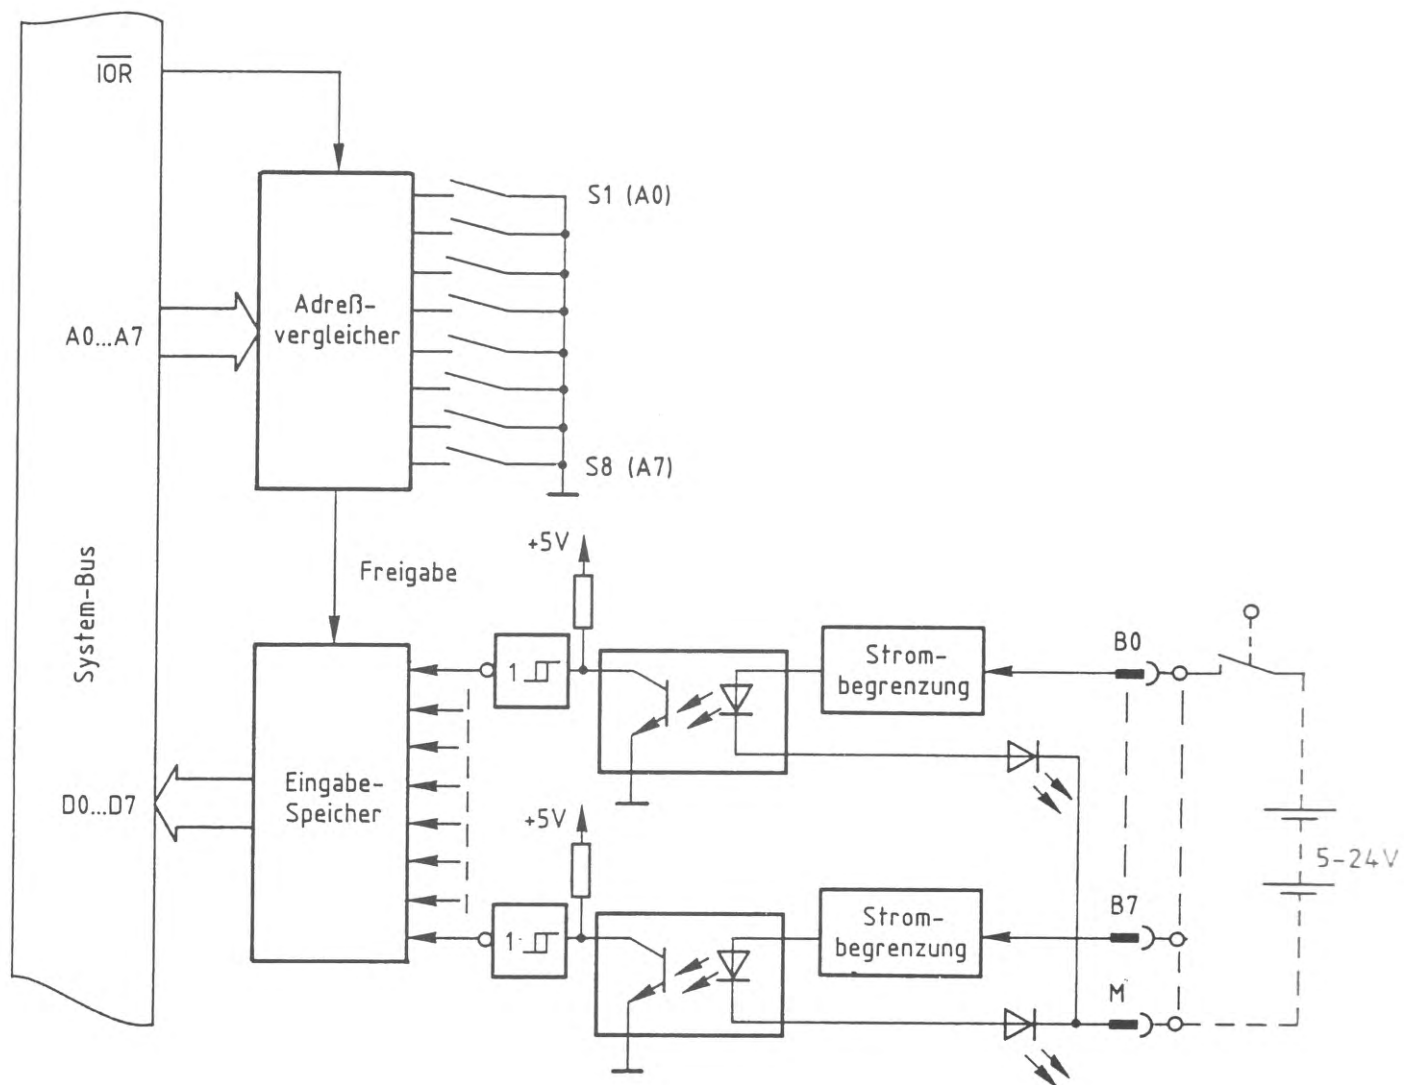 IOR
S1 (A0)
Adreß-
vergleicher
A0...A7
S8 (A7)
+5V
Freigabe
System-Bus
1
Strom-
begrenzung
B0
Eingabe-
Speicher
D0...D7
+5V
5-24V
1
Strom-
begrenzung
B7
M